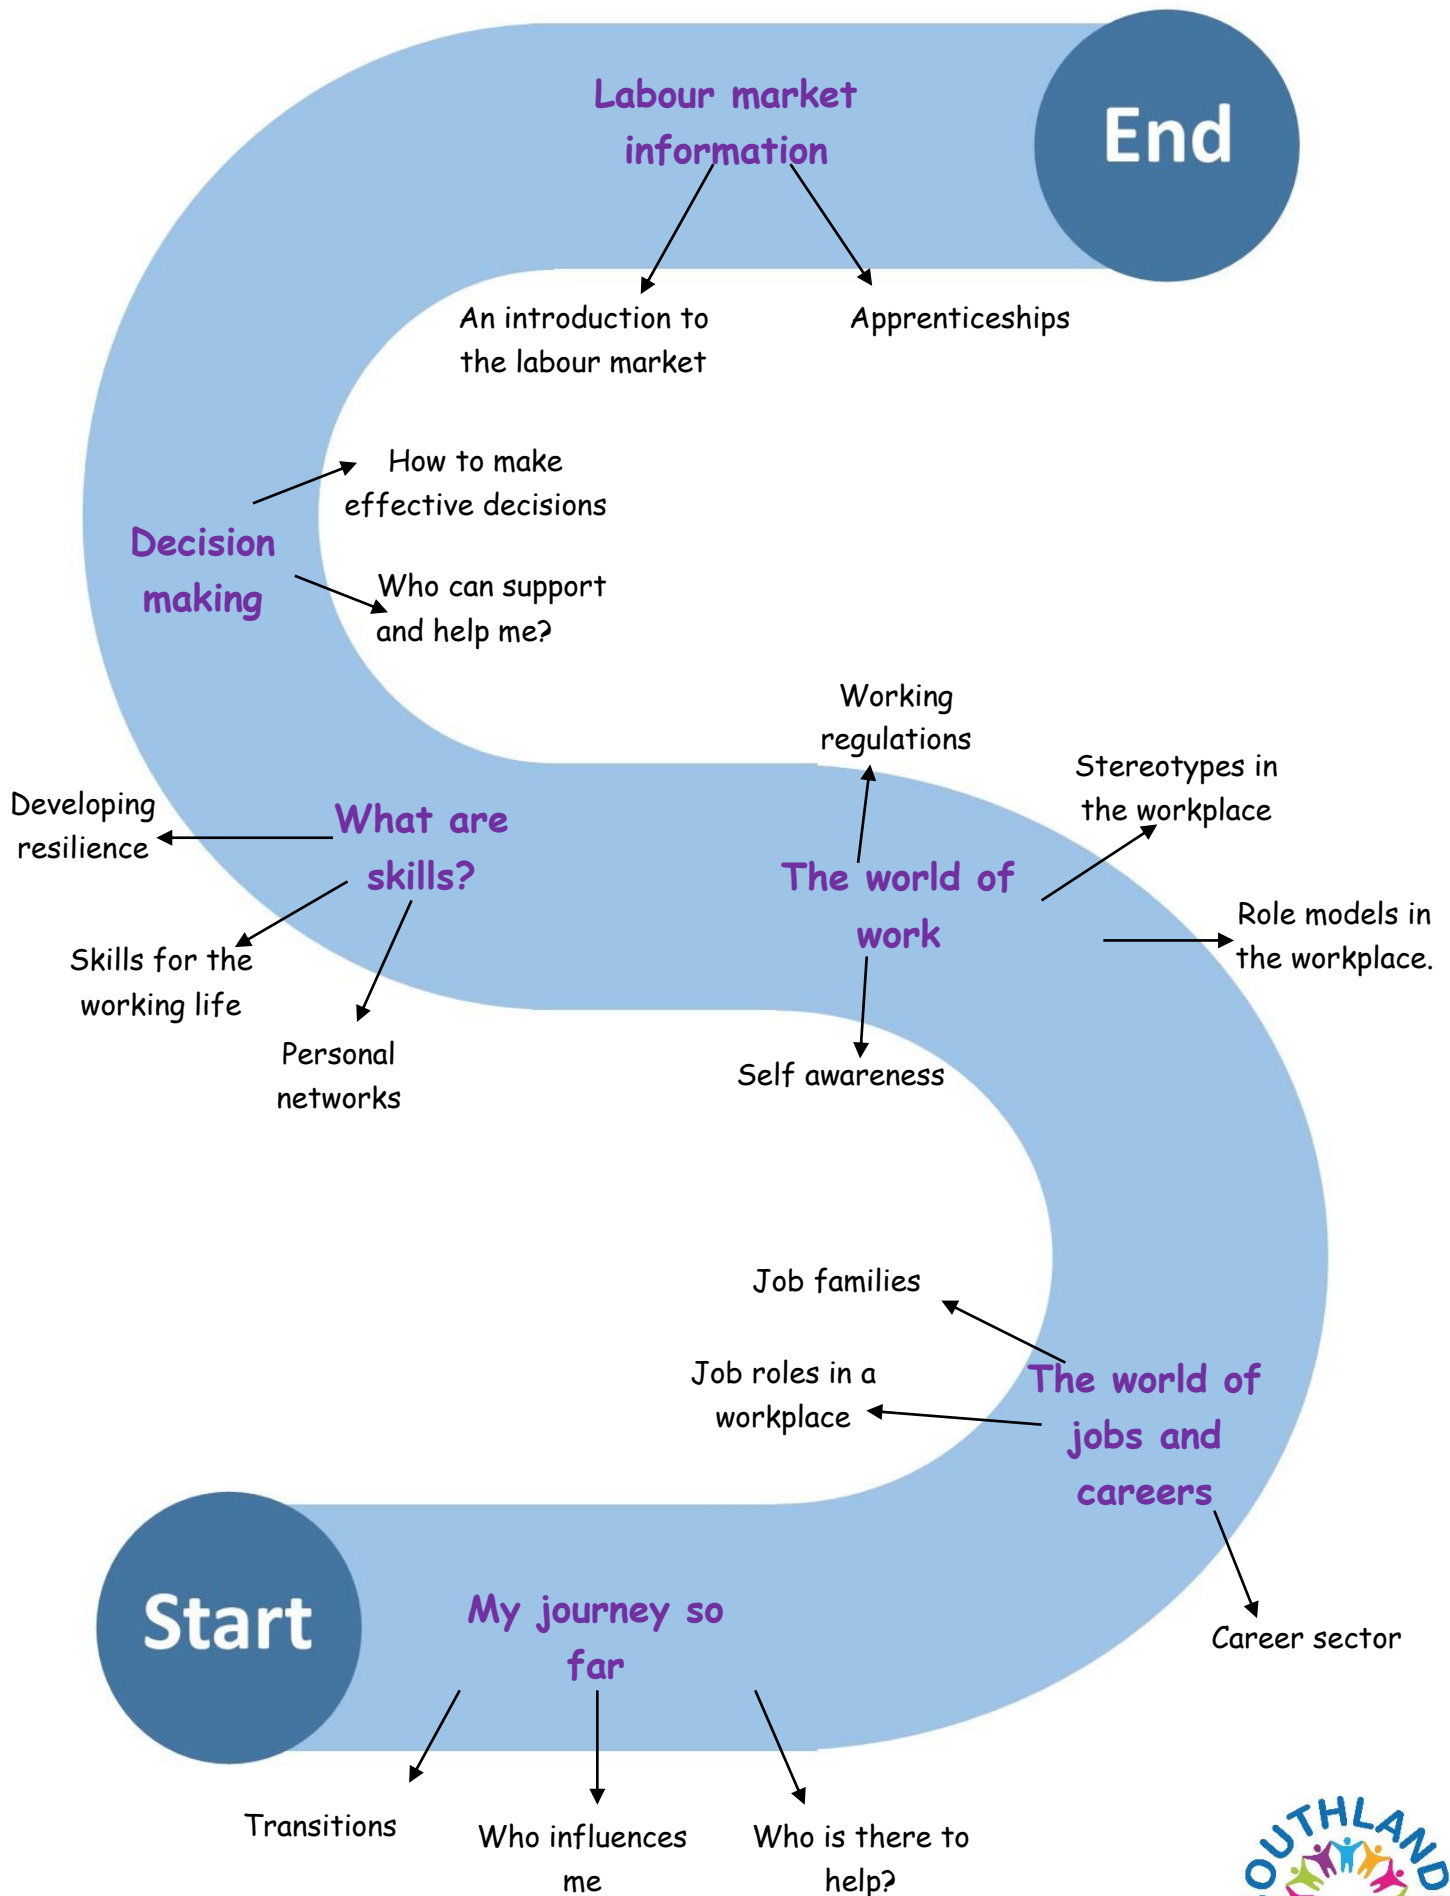 Labour market
information
End
An introduction to
the labour market
Apprenticeships
How to make
effective decisions
Decision
making
Who can support
and help me?
Working
regulations
Stereotypes in
the workplace
Developing
resilience
What are
skills?
The world of
work
Role models in
the workplace.
Skills for the
working life
Personal
networks
Self awareness
Job families
Job roles in a
workplace
The world of
jobs and
careers
Start
My journey so
far
Career sector
Transitions
Who influences
me
Who is there to
help?
OUTHLAND